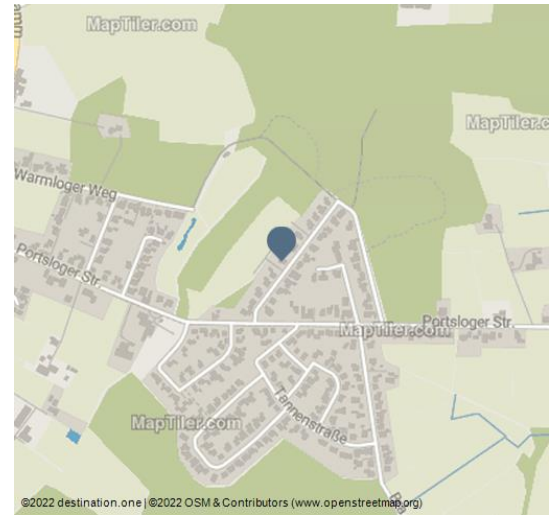 MapTiler.com
Warmloger Weg
Portsloger Str.
Portsloger Str.
MapTiler.com
Tannenstraße
MapTiler.com
©2022 destination.one | ©2022 OSM & Contributors (www.openstreetmap.org)